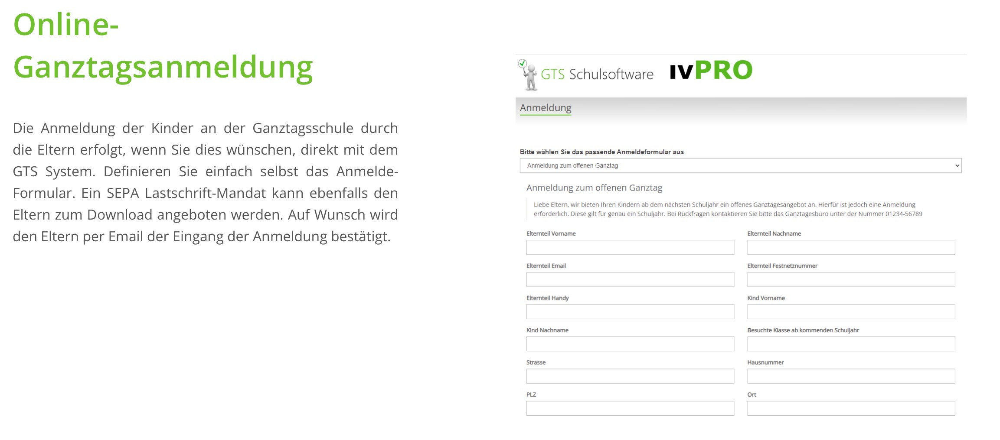 Online-
Ganztagsanmeldung
Die Anmeldung der Kinder an der Ganztagsschule durch
die Eltern erfolgt, wenn Sie dies wünschen, direkt mit dem
GTS System. Definieren Sie einfach selbst das Anmelde-
Formular. Ein SEPA Lastschrift-Mandat kann ebenfalls den
Eltern zum Download angeboten werden. Auf Wunsch wird
den Eltern per Email der Eingang der Anmeldung bestätigt.
GTS Schulsoftware IVPRO
Anmeldung
Bitte wählen Sie das passende Anmeldeformular aus
Anmeldung zum offenen Ganztag
Anmeldung zum offenen Ganztag
Liebe Eltern, wir bieten Ihren Kindern ab dem nächsten Schuljahr ein offenes Ganztagesangebot an. Hierfür ist jedoch eine Anmeldung
erforderlich. Diese gilt für genau ein Schuljahr. Bei Rückfragen kontaktieren Sie bitte das Ganztagesbüro unter der Nummer 01234-56789
Elternteil Vorname Elternteil Nachname
Elternteil Email Elternteil Festnetznummer
Elternteil Handy Kind Vorname
Kind Nachname Besuchte Klasse ab kommenden Schuljahr
Strasse Hausnummer
PLZ Ort